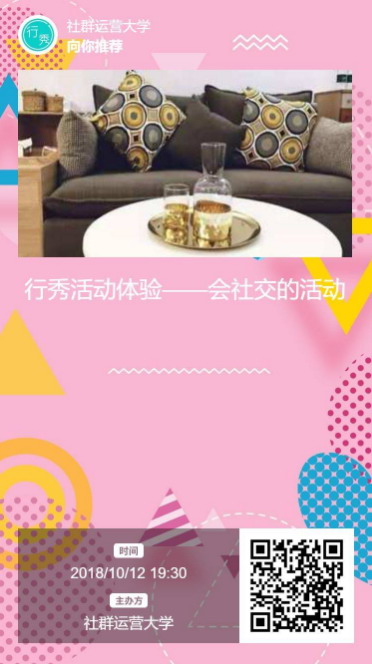 行秀
社群运营大学
向你推荐
行秀活动体验——会社交的活动
时间
2018/10/12 19:30
主办方
社群运营大学